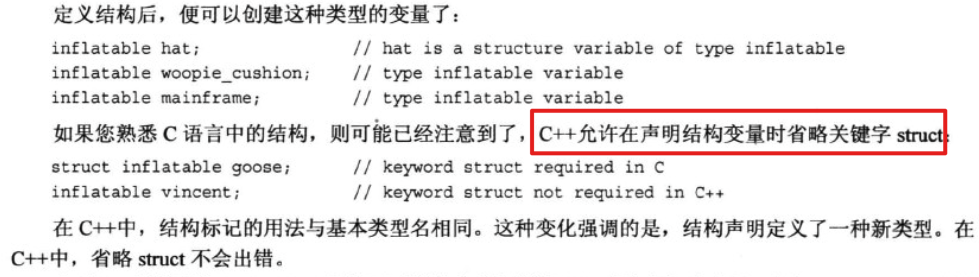 定义结构后，便可以创建这种类型的变量了：
inflatable hat; // hat is a structure variable of type inflatable
inflatable woopie_cushion; // type inflatable variable
inflatable mainframe; // type inflatable variable
如果您熟悉 C 语言中的结构，则可能已经注意到了，C++允许在声明结构变量时省略关键字 struct：
struct inflatable goose; // keyword struct required in C
inflatable vincent; // keyword struct not required in C++
在 C++中，结构标记的用法与基本类型名相同。这种变化强调的是，结构声明定义了一种新类型。在
C++中，省略 struct 不会出错。